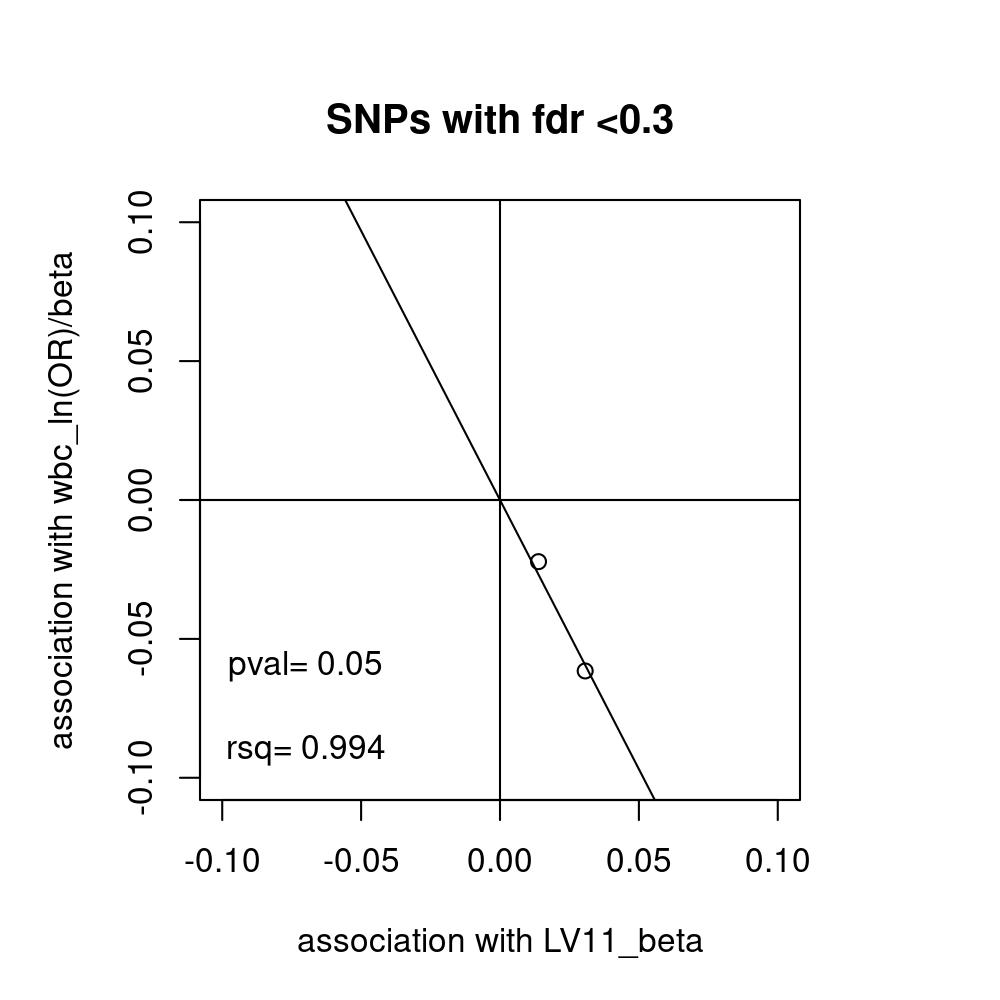 SNPs with fdr <0.3
association with wbc_ln(OR)/beta
0.10
0.05
0.00
-0.05
-0.10
pval= 0.05
rsq= 0.994
-0.10 -0.05 0.00 0.05 0.10
association with LV11_beta